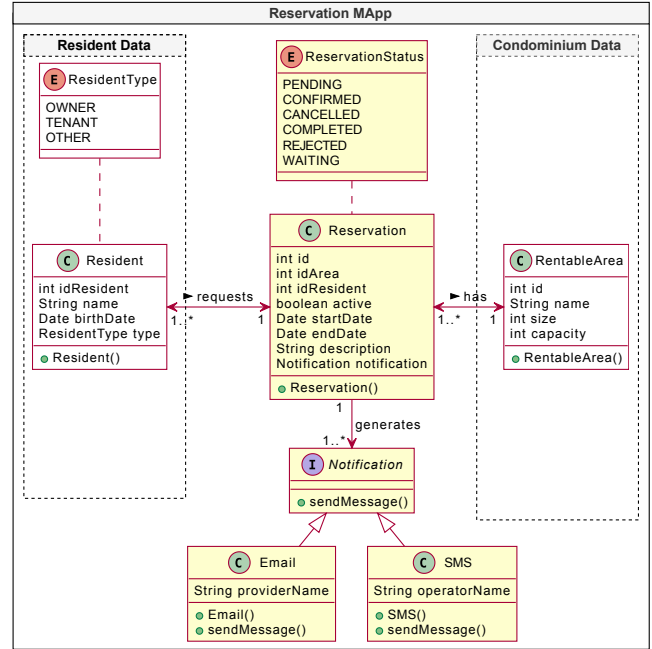 Reservation MApp
Resident Data
Condominium Data
E ResidentType
OWNER
TENANT
OTHER
E ReservationStatus
PENDING
CONFIRMED
CANCELLED
COMPLETED
REJECTED
WAITING
C Resident
int idResident
String name
Date birthDate
ResidentType type
Resident()
► requests
1..*
1
C Reservation
int id
int idArea
int idResident
boolean active
Date startDate
Date endDate
String description
Notification notification
Reservation()
► has
1..*
1
C RentableArea
int id
String name
int size
int capacity
RentableArea()
1
generates
1..*
I Notification
sendMessage()
C Email
String providerName
Email()
sendMessage()
C SMS
String operatorName
SMS()
sendMessage()